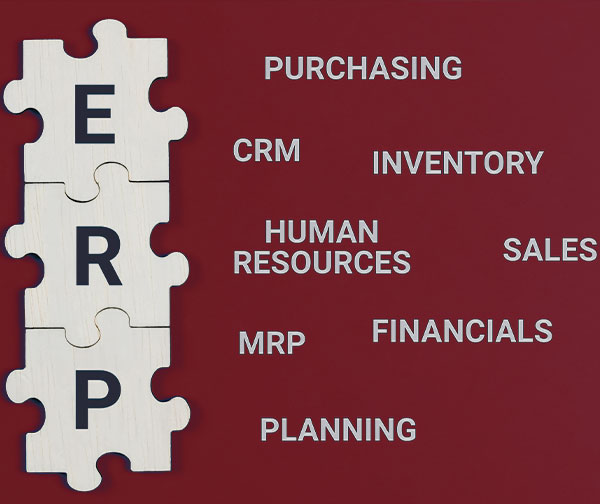 E
R
P
PURCHASING
CRM
INVENTORY
HUMAN
RESOURCES
SALES
MRP
FINANCIALS
PLANNING